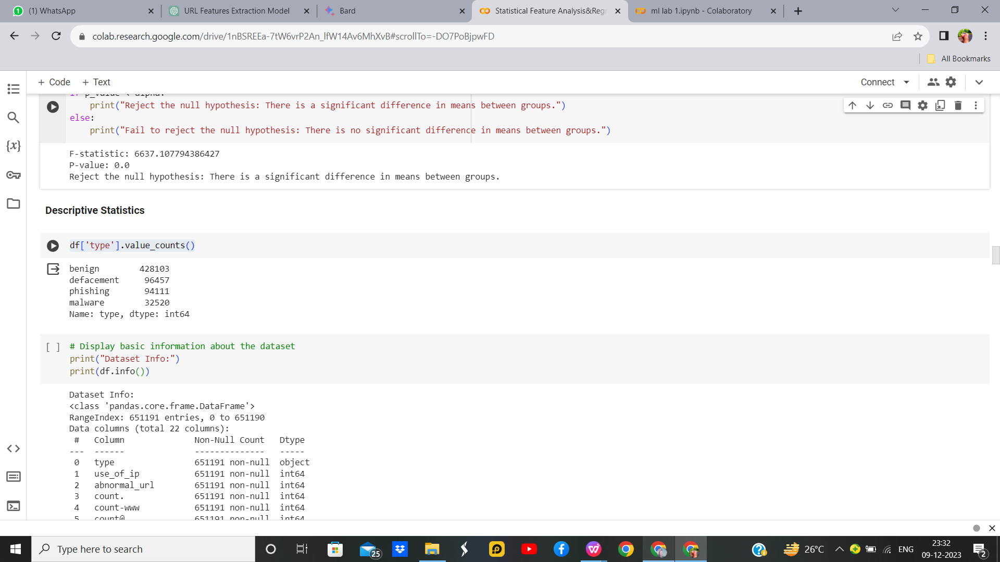 (1) WhatsApp
URL Features Extraction Model
Bard
Statistical Feature Analysis&Reg
ml lab 1.ipynb - Colaboratory
colab.research.google.com/drive/1nBSREEa-7tW6vrP2An_lfW14Av6MhXvB#scrollTo=-DO7PoBjpwFD
All Bookmarks
+ Code + Text
Connect
if p_value < alpha:
print("Reject the null hypothesis: There is a significant difference in means between groups.")
else:
print("Fail to reject the null hypothesis: There is no significant difference in means between groups.")
F-statistic: 6637.107794386427
P-value: 0.0
Reject the null hypothesis: There is a significant difference in means between groups.
Descriptive Statistics
df['type'].value_counts()
benign 428103
defacement 96457
phishing 94111
malware 32520
Name: type, dtype: int64
[ ] # Display basic information about the dataset
print("Dataset Info:")
print(df.info())
Dataset Info:
<class 'pandas.core.frame.DataFrame'>
RangeIndex: 651191 entries, 0 to 651190
Data columns (total 22 columns):
# Column Non-Null Count Dtype
--- ------ -------------- -----
0 type 651191 non-null object
1 use_of_ip 651191 non-null int64
2 abnormal_url 651191 non-null int64
3 count. 651191 non-null int64
4 count-www 651191 non-null int64
5 count@ 651191 non-null int64
Type here to search
25
26°C
ENG
23:32
09-12-2023
2